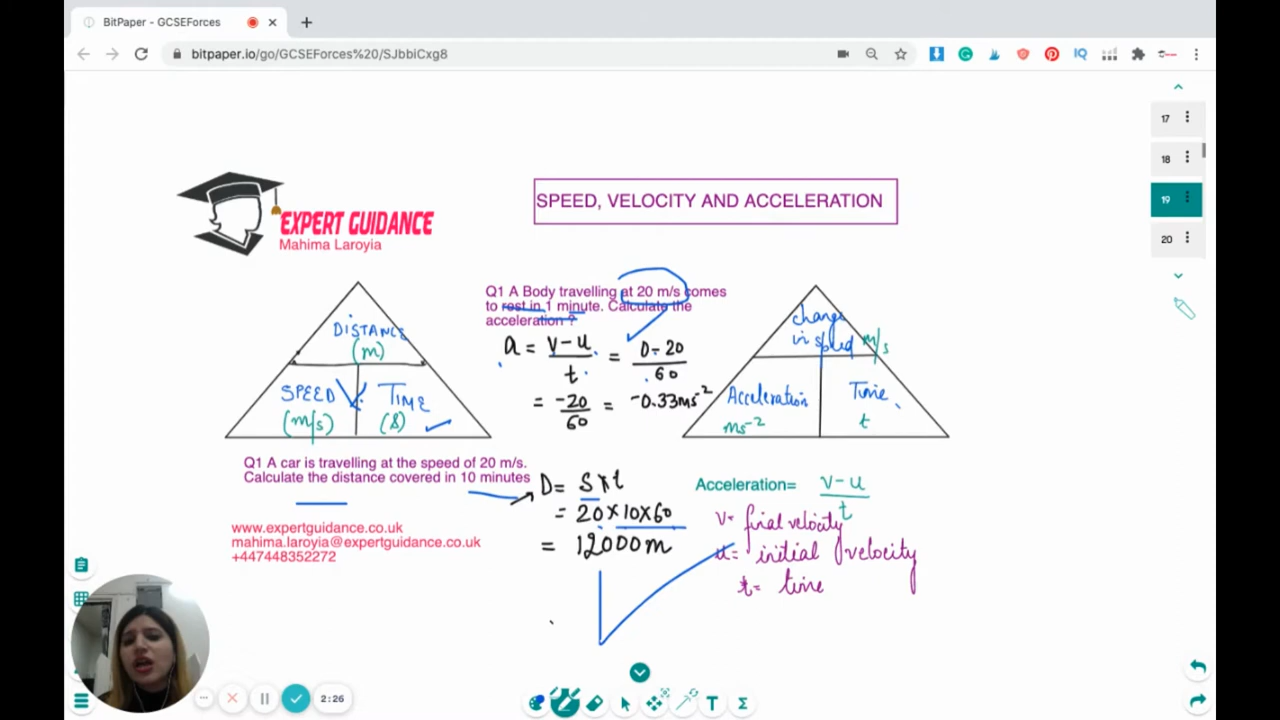 BitPaper - GCSEForces
bitpaper.io/go/GCSEForces%20/SJbbiCxg8
IQ
17
18
19
20
EXPERT GUIDANCE
Mahima Laroyia
SPEED, VELOCITY AND ACCELERATION
DISTANCE
(m)
SPEED
(m/s)
TIME
(s)
Q1 A Body travelling at 20 m/s comes
to rest in 1 minute. Calculate the
acceleration ?
a = v-u / t = 0-20 / 60
= -20 / 60 = -0.33ms⁻²
change
in speed m/s
Acceleration
ms⁻²
Time
t
Q1 A car is travelling at the speed of 20 m/s.
Calculate the distance covered in 10 minutes
D= S x t
= 20 x 10 x 60
= 12000m
Acceleration= v-u / t
v= final velocity
u= initial velocity
t= time
www.expertguidance.co.uk
mahima.laroyia@expertguidance.co.uk
+447448352272
2:26
T
Σ